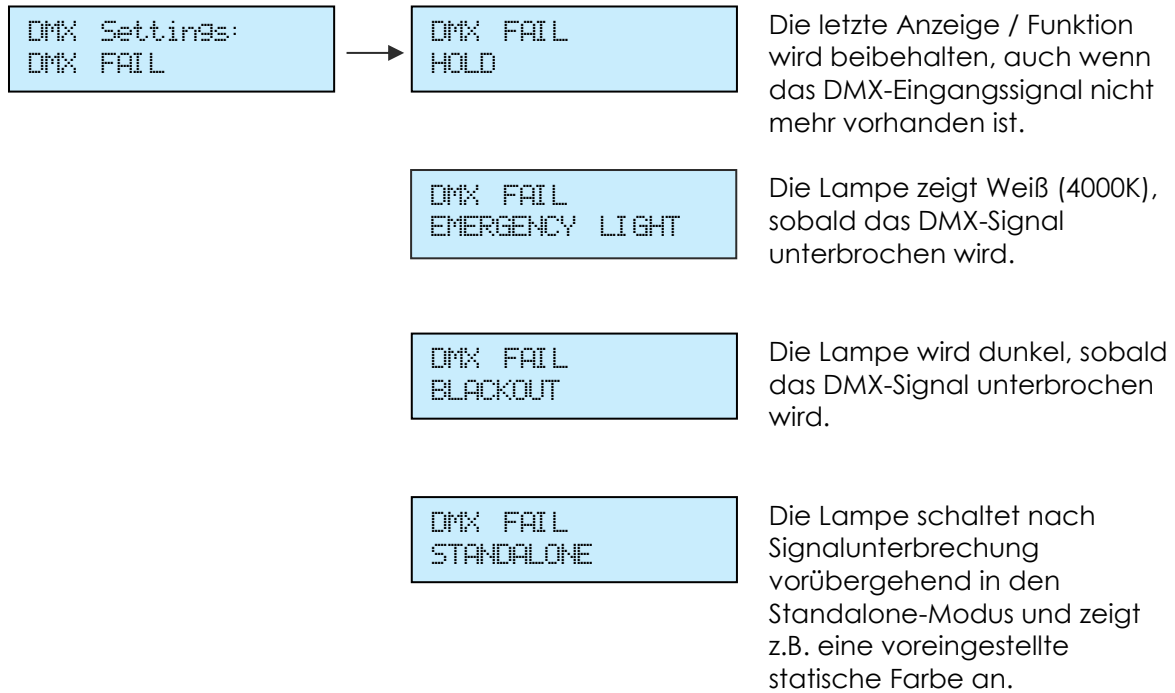 DMX Settings:
DMX FAIL
DMX FAIL
HOLD
Die letzte Anzeige / Funktion
wird beibehalten, auch wenn
das DMX-Eingangssignal nicht
mehr vorhanden ist.
DMX FAIL
EMERGENCY LIGHT
Die Lampe zeigt Weiß (4000K),
sobald das DMX-Signal
unterbrochen wird.
DMX FAIL
BLACKOUT
Die Lampe wird dunkel, sobald
das DMX-Signal unterbrochen
wird.
DMX FAIL
STANDALONE
Die Lampe schaltet nach
Signalunterbrechung
vorübergehend in den
Standalone-Modus und zeigt
z.B. eine voreingestellte
statische Farbe an.